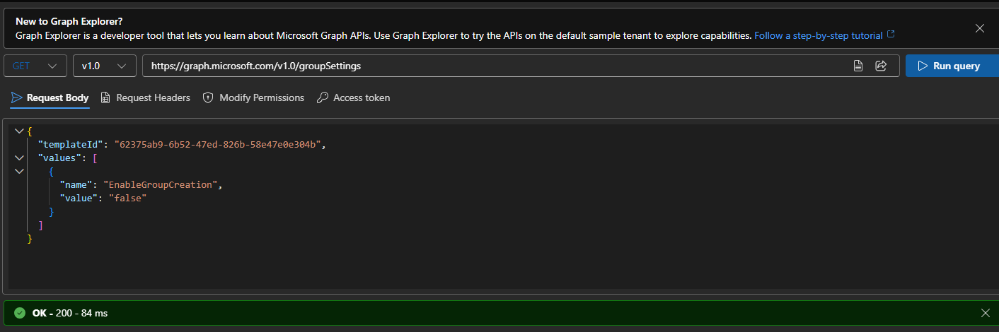 New to Graph Explorer?
Graph Explorer is a developer tool that lets you learn about Microsoft Graph APIs. Use Graph Explorer to try the APIs on the default sample tenant to explore capabilities. Follow a step-by-step tutorial
GET v1.0 https://graph.microsoft.com/v1.0/groupSettings Run query
Request Body Request Headers Modify Permissions Access token
{
"templateId": "62375ab9-6b52-47ed-826b-58e47e0e304b",
"values": [
{
"name": "EnableGroupCreation",
"value": "false"
}
]
}
OK - 200 - 84 ms